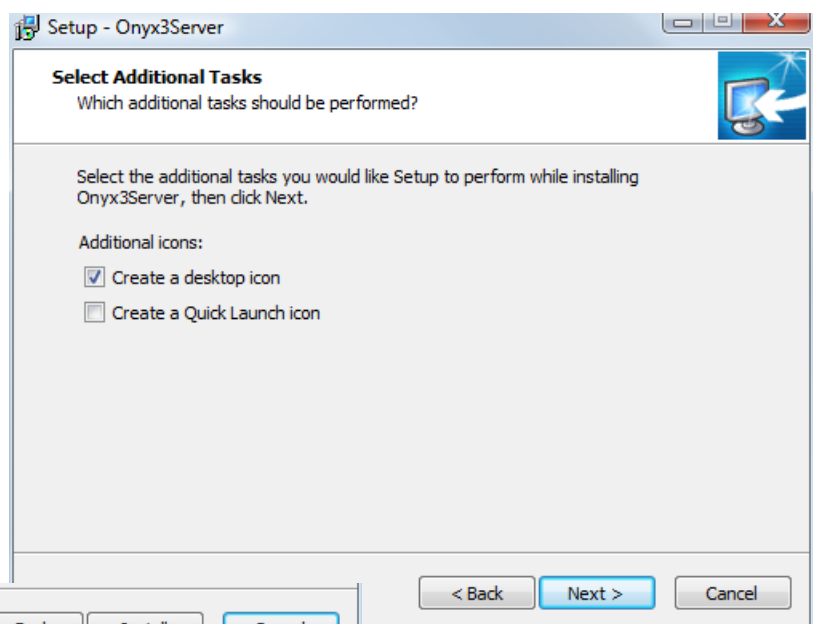 Setup - Onyx3Server
Select Additional Tasks
Which additional tasks should be performed?
Select the additional tasks you would like Setup to perform while installing
Onyx3Server, then click Next.
Additional icons:
Create a desktop icon
Create a Quick Launch icon
< Back Next > Cancel